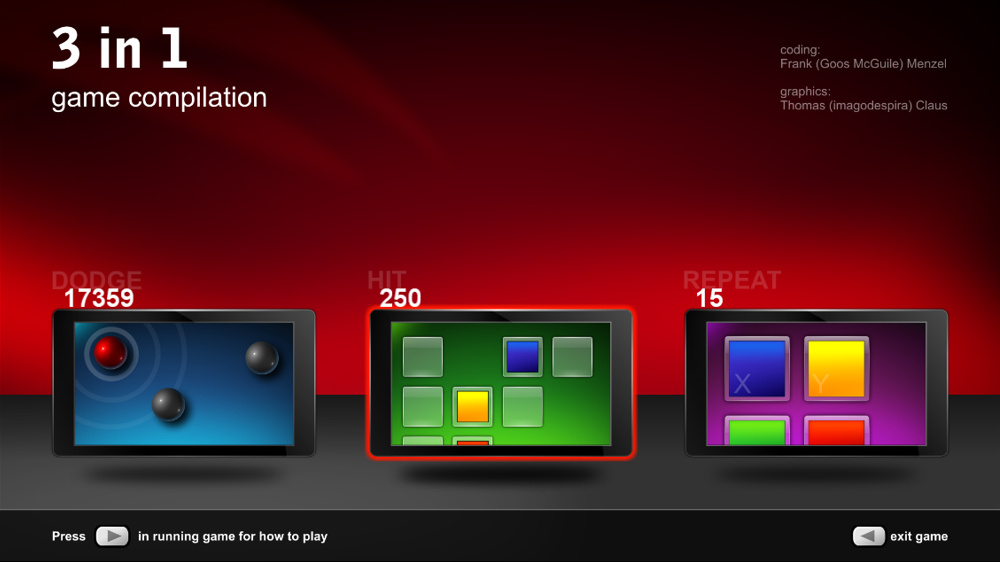 3 in 1
game compilation
coding:
Frank (Goos McGuile) Menzel
graphics:
Thomas (imagodespira) Claus
DODGE
17359
HIT
250
REPEAT
15
X
Y
Press
in running game for how to play
exit game